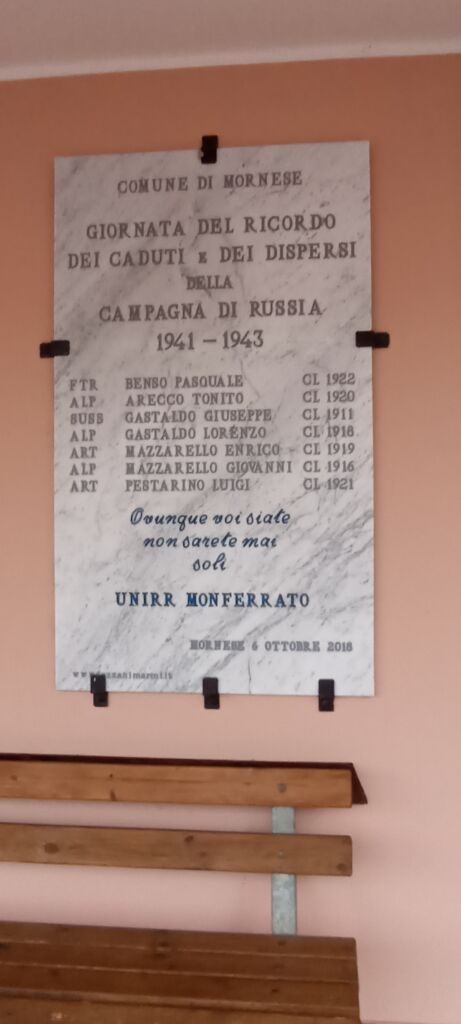 COMUNE DI MORNESE
GIORNATA DEL RICORDO
DEI CADUTI E DEI DISPERSI
DELLA
CAMPAGNA DI RUSSIA
1941 - 1943
FTR BENSO PASQUALE CL 1922
ALP ARECCO TONITO CL 1920
SUSS GASTALDO GIUSEPPE CL 1911
ALP GASTALDO LORENZO CL 1918
ART MAZZARELLO ENRICO - CL 1919
ALP MAZZARELLO GIOVANNI CL 1916
ART PESTARINO LUIGI CL 1921
Ovunque voi siate
non sarete mai
soli
UNIRR MONFERRATO
MORNESE 6 OTTOBRE 2018